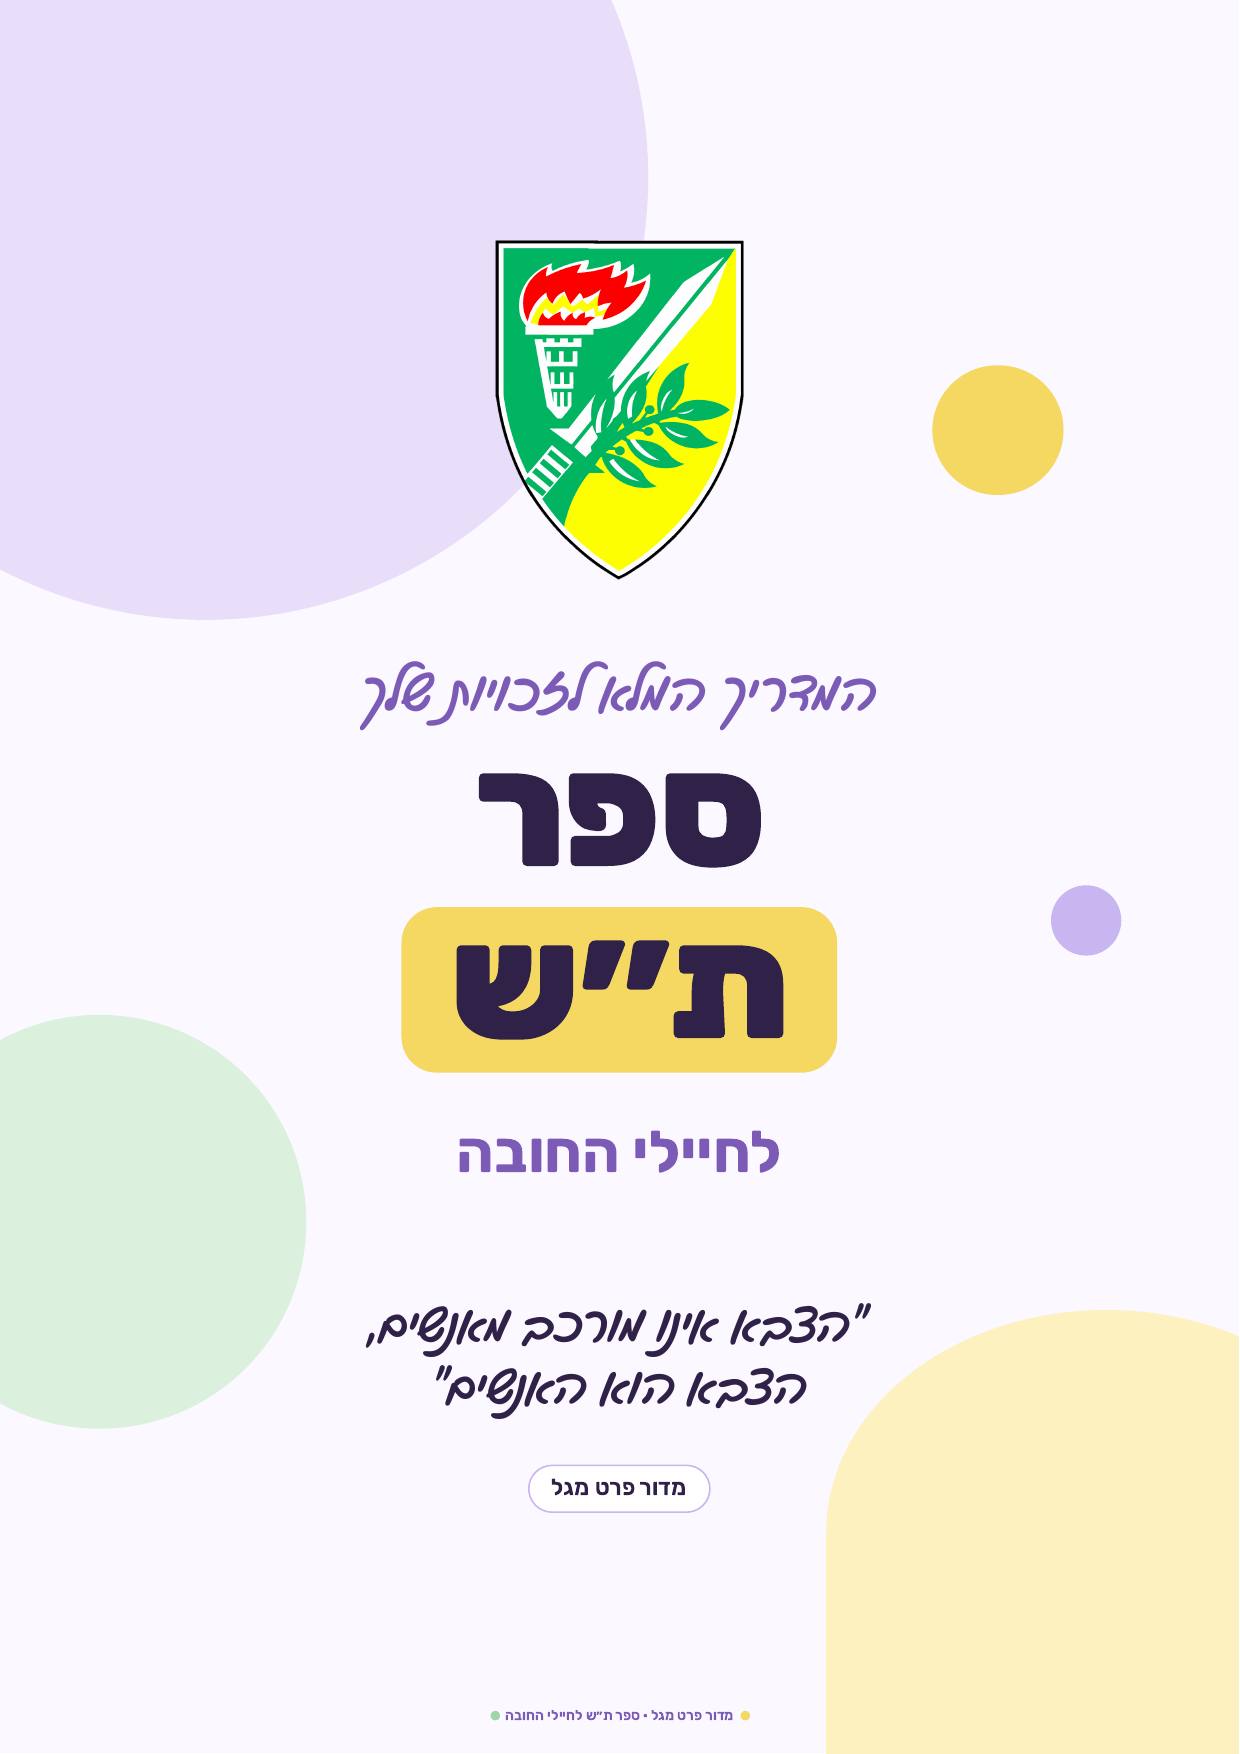 המדריך המלא לזכויות שלך
ספר
ת״ש
לחיילי החובה
"הצבא אינו מורכב מאנשים,
הצבא הוא האנשים"
מדור פרט מגל
מדור פרט מגל • ספר ת״ש לחיילי החובה